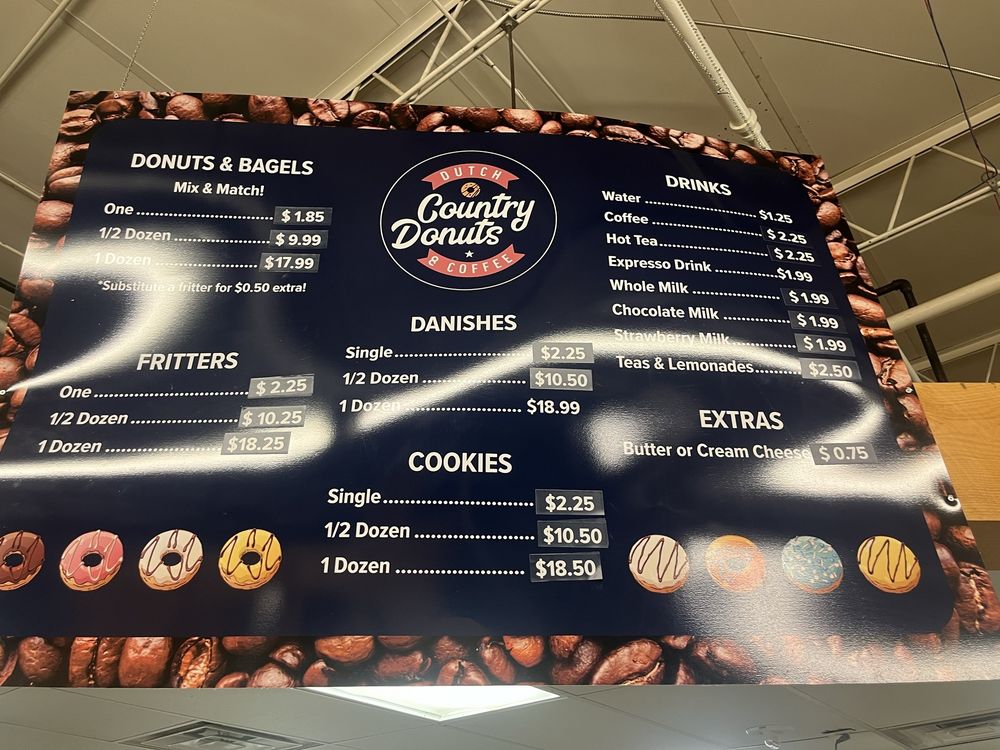 DONUTS & BAGELS
Mix & Match!
One ........................ $1.85
1/2 Dozen ................. $9.99
1 Dozen .................... $17.99
*Substitute a fritter for $0.50 extra!
FRITTERS
One ........................... $2.25
1/2 Dozen .................... $10.25
1 Dozen ...................... $18.25
DUTCH
Country
Donuts
& COFFEE
DANISHES
Single ........................ $2.25
1/2 Dozen .................. $10.50
1 Dozen ...................... $18.99
COOKIES
Single .......................... $2.25
1/2 Dozen .................... $10.50
1 Dozen ...................... $18.50
DRINKS
Water ........................ $1.25
Coffee ....................... $2.25
Hot Tea ..................... $2.25
Expresso Drink ............. $1.99
Whole Milk .................. $1.99
Chocolate Milk ............. $1.99
Strawberry Milk ............ $1.99
Teas & Lemonades ........ $2.50
EXTRAS
Butter or Cream Cheese $0.75